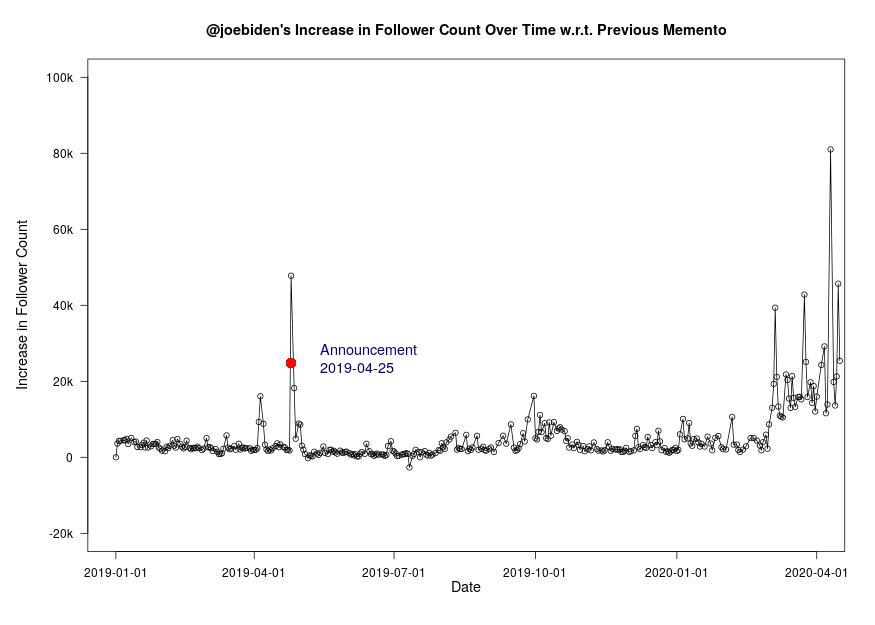 @joebiden's Increase in Follower Count Over Time w.r.t. Previous Memento
100k
80k
60k
40k
20k
0
-20k
Increase in Follower Count
Announcement
2019-04-25
2019-01-01 2019-04-01 2019-07-01 2019-10-01 2020-01-01 2020-04-01
Date